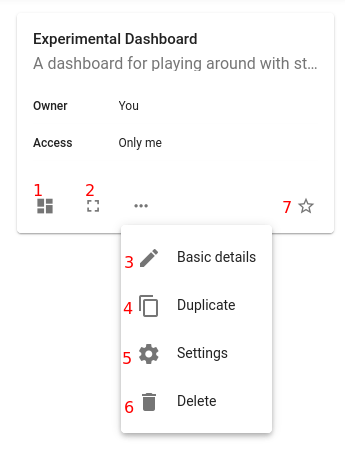 Experimental Dashboard
A dashboard for playing around with st…
Owner You
Access Only me
1 2
7
3 Basic details
4 Duplicate
5 Settings
6 Delete